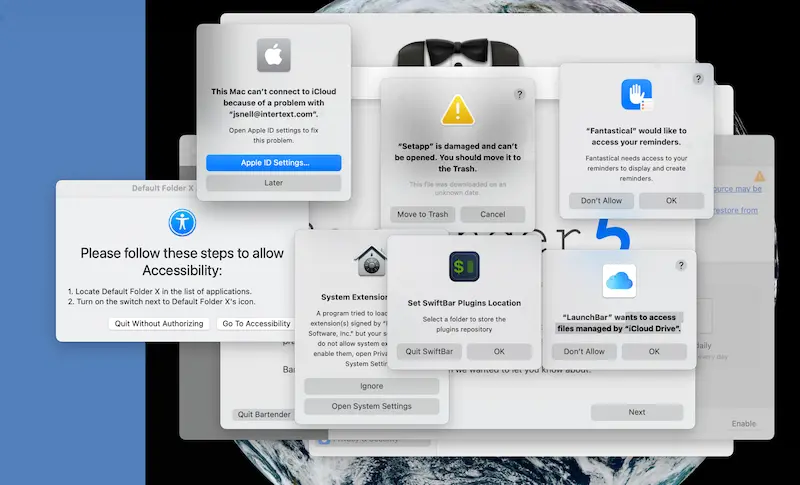 This Mac can't connect to iCloud
because of a problem with
"jsnell@intertext.com".
Open Apple ID settings to fix
this problem.
Apple ID Settings...
Later
?
"Setapp" is damaged and can't
be opened. You should move it to
the Trash.
This file was downloaded on an
unknown date.
Move to Trash
Cancel
?
"Fantastical" would like to
access your reminders.
Fantastical needs access to your
reminders to display and create
reminders.
Don't Allow
OK
ource may be
restore from
Default Folder X
Please follow these steps to allow
Accessibility:
1. Locate Default Folder X in the list of applications.
2. Turn on the switch next to Default Folder X's icon.
Quit Without Authorizing
Go To Accessibility
5
System Extension
A program tried to loa
extension(s) signed by "
Software, inc." but your s
do not allow system ex
enable them, open Priva
System Setti
Ignore
Open System Settings
Set SwiftBar Plugins Location
Select a folder to store the
plugins repository
Quit SwiftBar
OK
?
"LaunchBar" wants to access
files managed by "iCloud Drive".
Don't Allow
OK
aily
every day
we wanted to let you know about.
Quit Bartender
Next
Enable